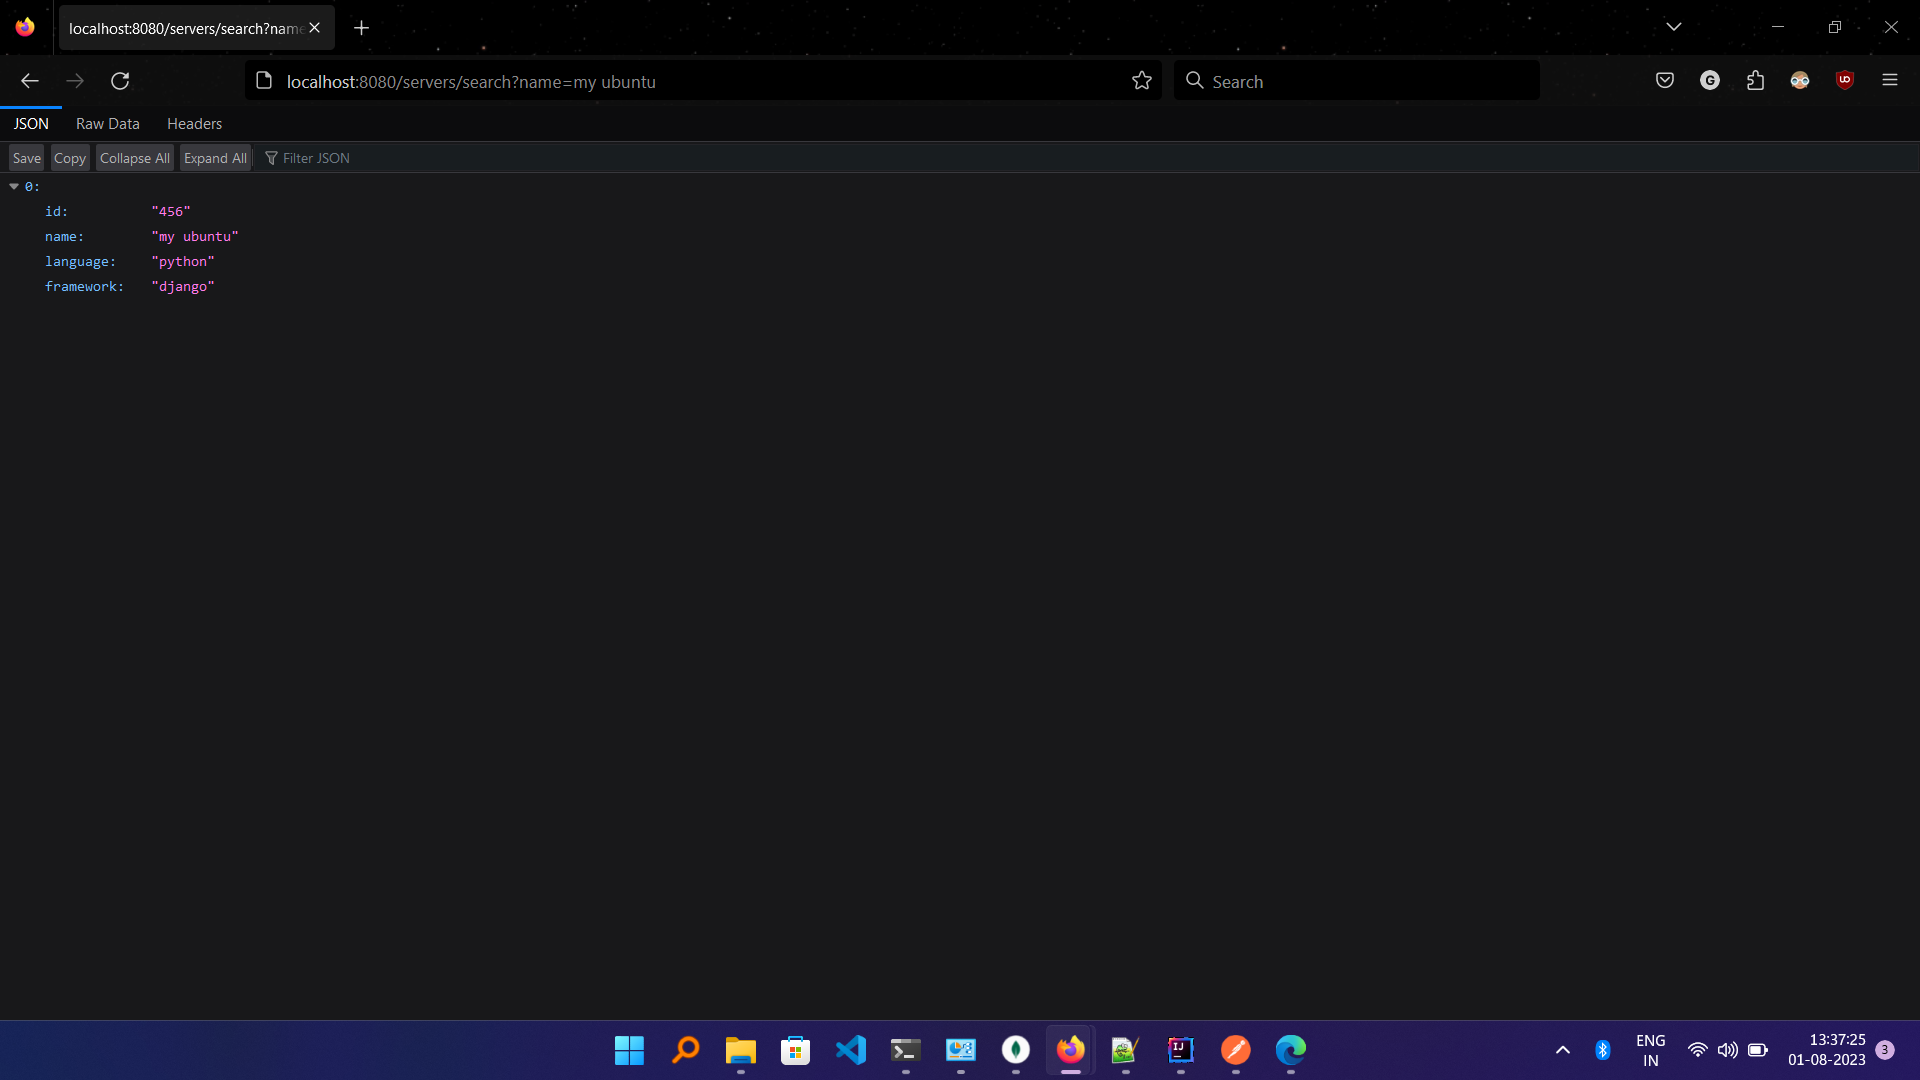 localhost:8080/servers/search?name
localhost:8080/servers/search?name=my ubuntu
Search
G
JSON Raw Data Headers
Save Copy Collapse All Expand All Filter JSON
0:
id: "456"
name: "my ubuntu"
language: "python"
framework: "django"
IJ
ENG
IN
13:37:25
01-08-2023
3